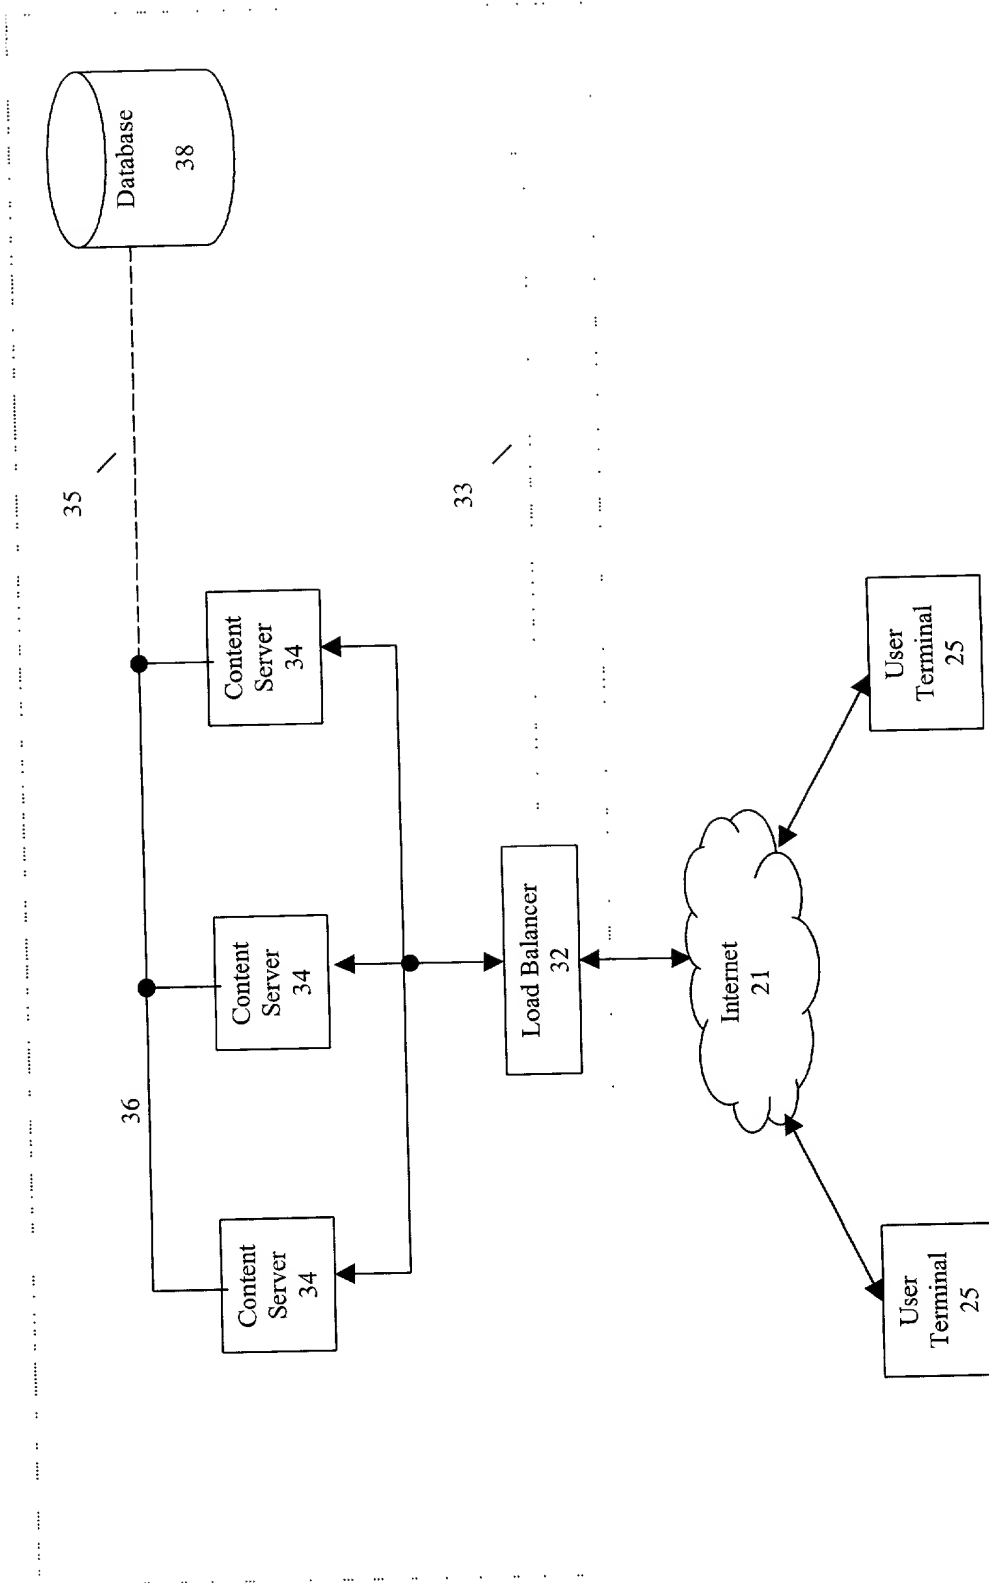 Database
38
35
36
Content
Server
34
Content
Server
34
Content
Server
34
33
Load Balancer
32
Internet
21
User
Terminal
25
User
Terminal
25